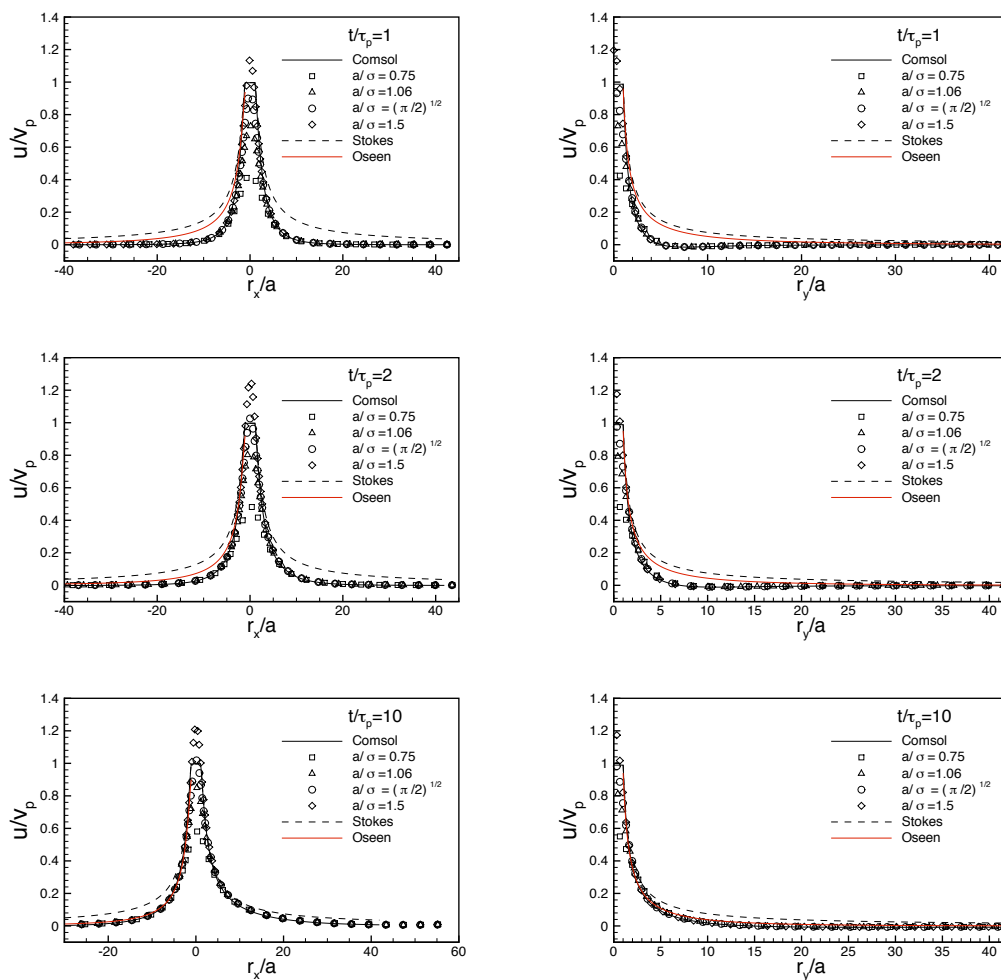 t/τp=1
Comsol
a/σ = 0.75
a/σ = 1.06
a/σ = (π/2) 1/2
a/σ =1.5
Stokes
Oseen
u/vp
1.4
1.2
1
0.8
0.6
0.4
0.2
0
-40 -20 0 20 40
rx/a
t/τp=1
Comsol
a/σ = 0.75
a/σ = 1.06
a/σ = (π/2) 1/2
a/σ =1.5
Stokes
Oseen
u/vp
1.4
1.2
1
0.8
0.6
0.4
0.2
0
0 10 20 30 40
ry/a
t/τp=2
Comsol
a/σ = 0.75
a/σ = 1.06
a/σ = (π/2) 1/2
a/σ =1.5
Stokes
Oseen
u/vp
1.4
1.2
1
0.8
0.6
0.4
0.2
0
-40 -20 0 20 40
rx/a
t/τp=2
Comsol
a/σ = 0.75
a/σ = 1.06
a/σ = (π/2) 1/2
a/σ =1.5
Stokes
Oseen
u/vp
1.4
1.2
1
0.8
0.6
0.4
0.2
0
0 5 10 15 20 25 30 35 40
ry/a
t/τp=10
Comsol
a/σ = 0.75
a/σ = 1.06
a/σ = (π/2) 1/2
a/σ =1.5
Stokes
Oseen
u/vp
1.4
1.2
1
0.8
0.6
0.4
0.2
0
-20 0 20 40 60
rx/a
t/τp=10
Comsol
a/σ = 0.75
a/σ = 1.06
a/σ = (π/2) 1/2
a/σ =1.5
Stokes
Oseen
u/vp
1.4
1.2
1
0.8
0.6
0.4
0.2
0
0 5 10 15 20 25 30 35 40
ry/a